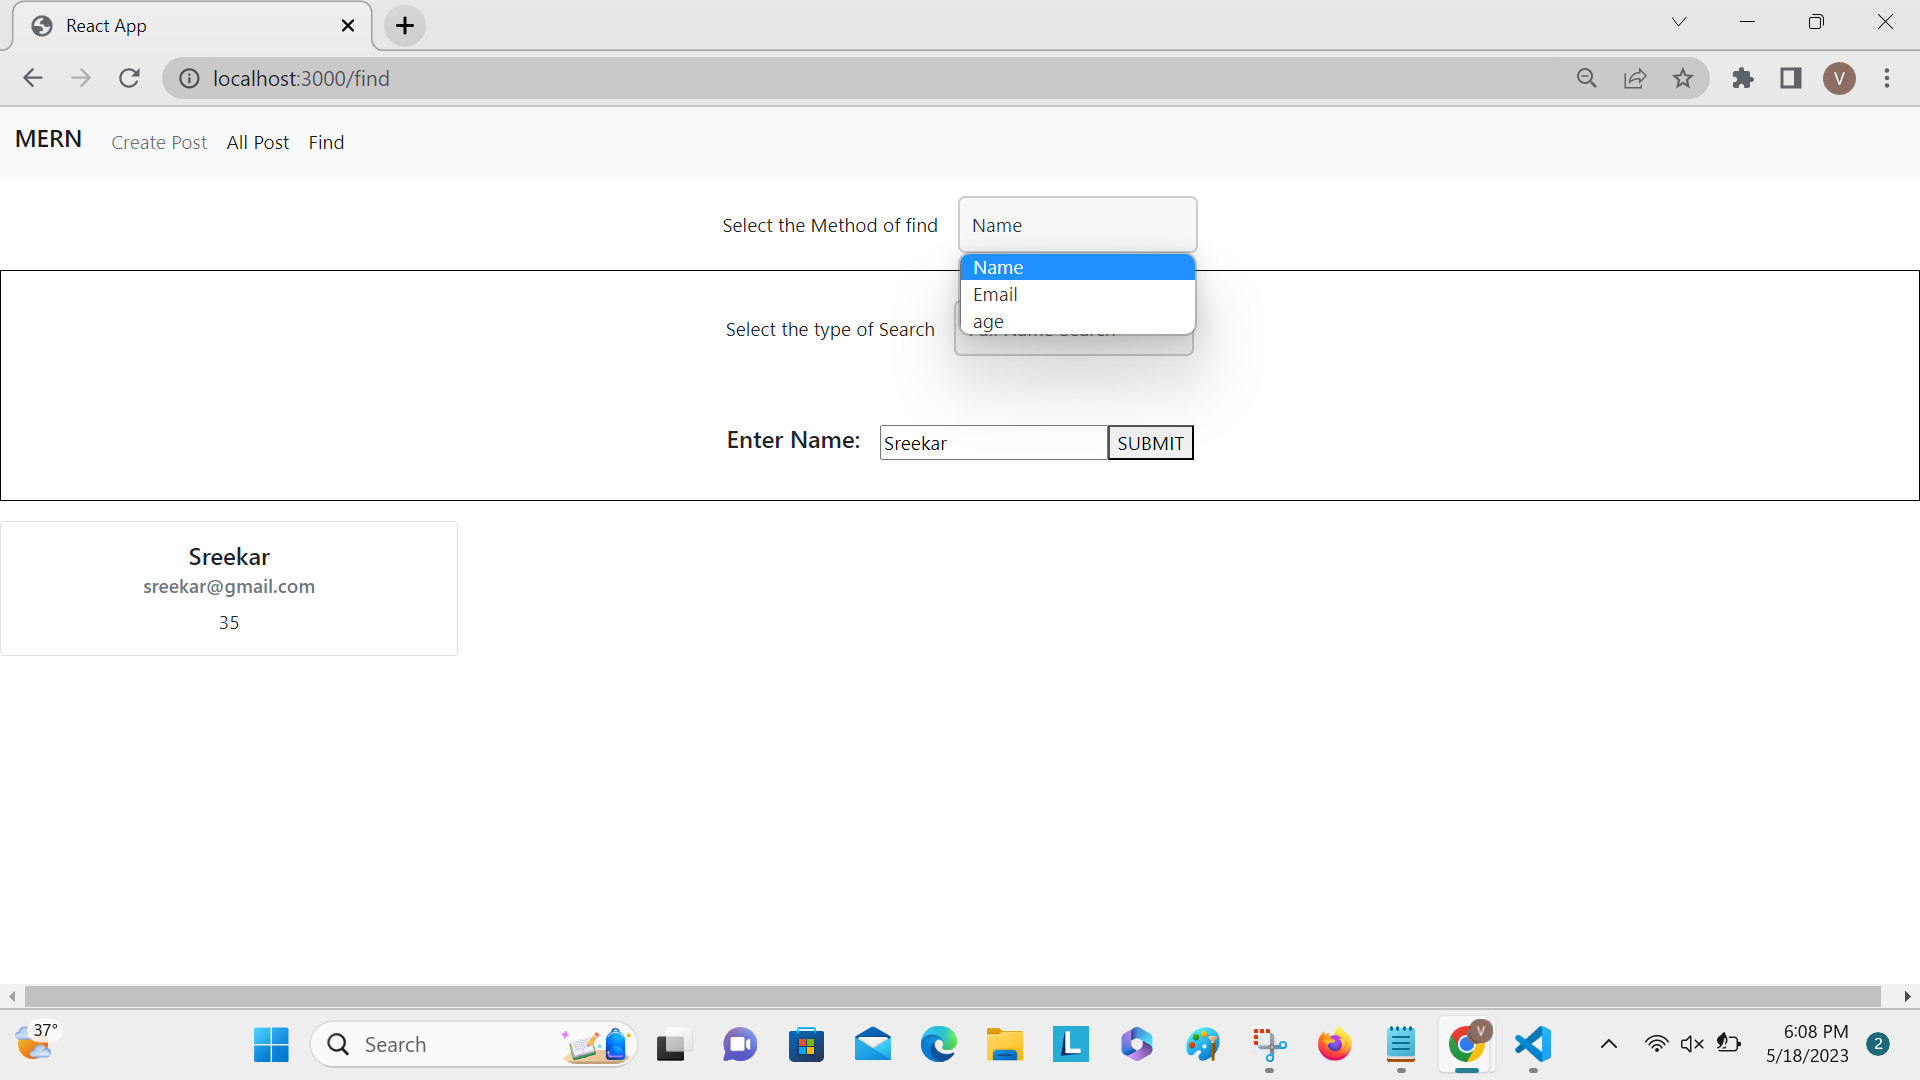 React App
localhost:3000/find
V
MERN Create Post All Post Find
Select the Method of find Name
Name
Email
age
Select the type of Search
Enter Name: Sreekar SUBMIT
Sreekar
sreekar@gmail.com
35
37°
Search
L
V
6:08 PM
5/18/2023
2